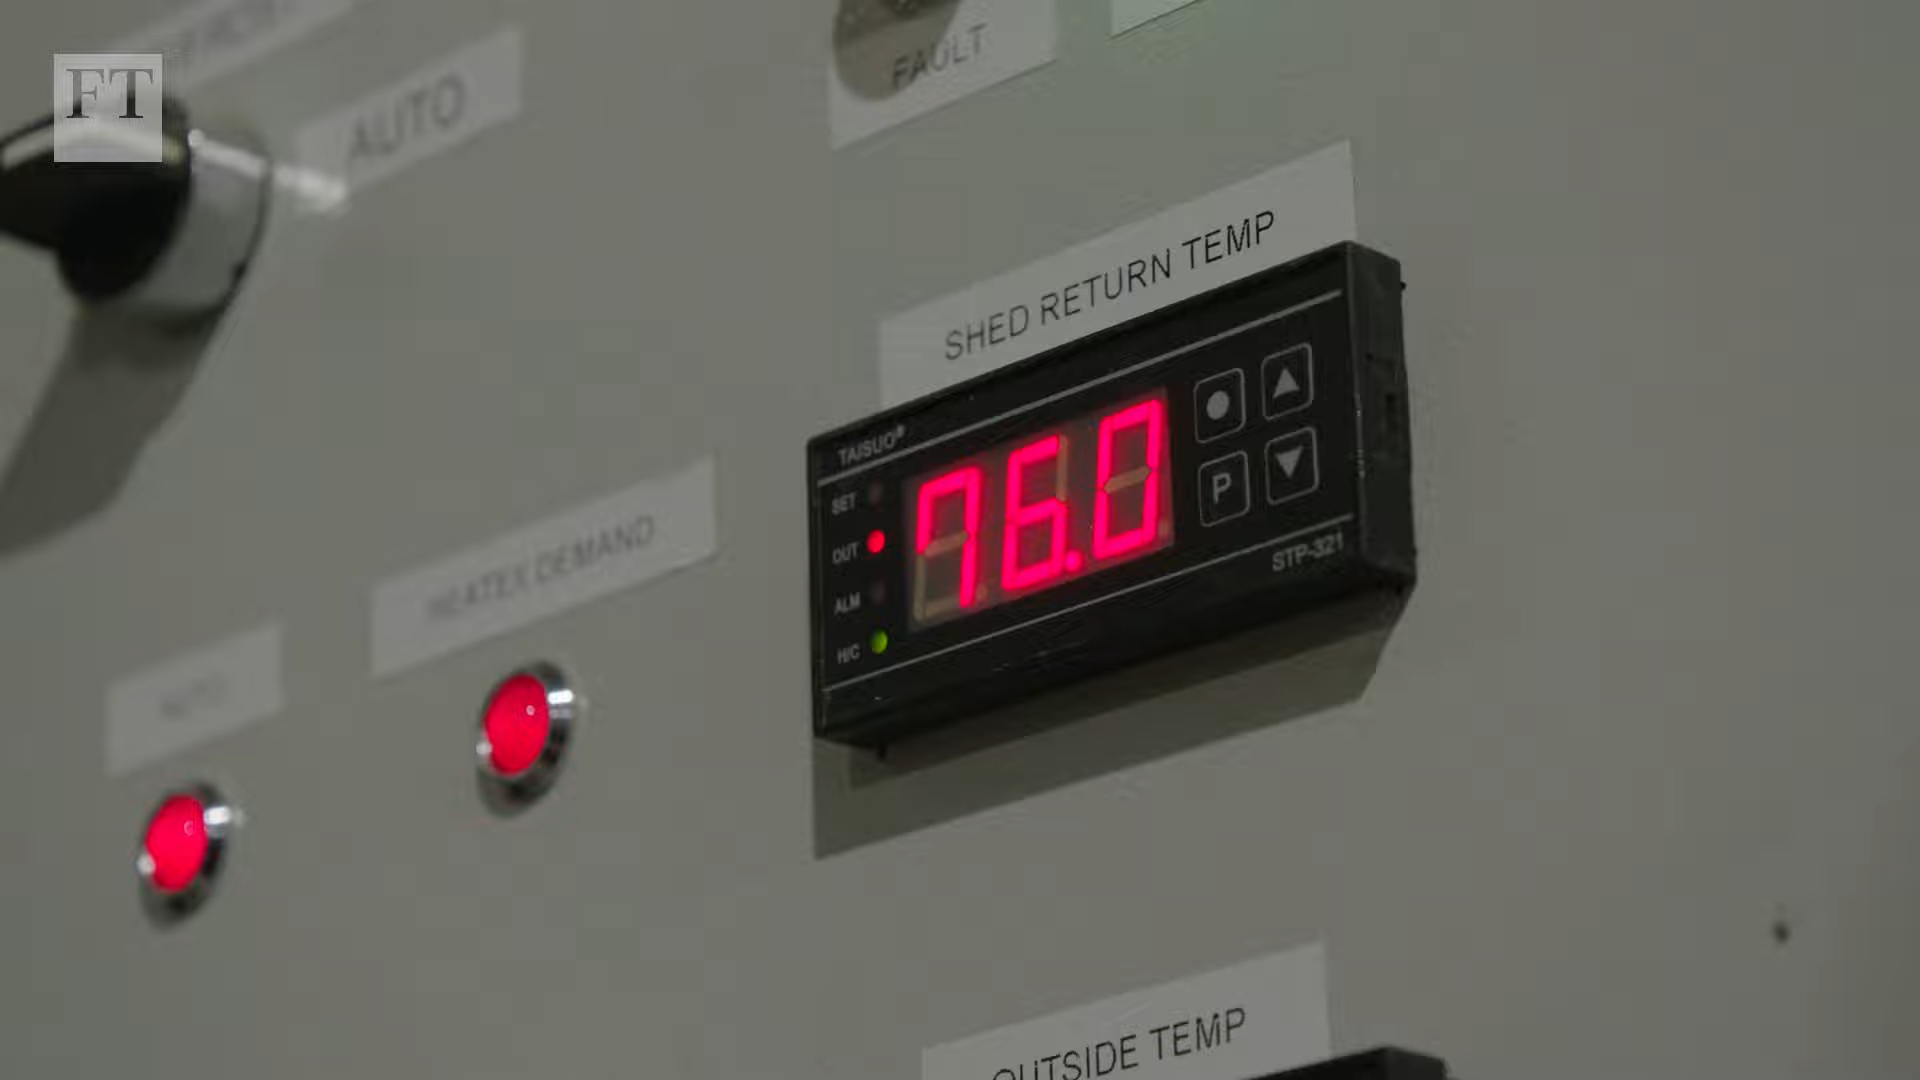 FT
AUTO
FAULT
SHED RETURN TEMP
TAISUO®
SET
OUT
ALM
H/C
76.0
P
STP-321
HEATEX DEMAND
AUTO
OUTSIDE TEMP